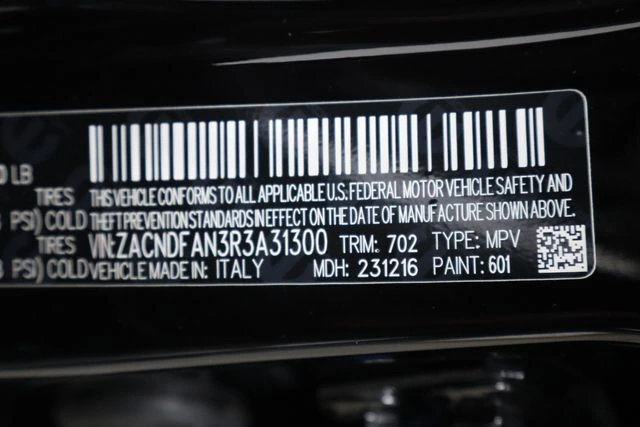 0 LB
TIRES THIS VEHICLE CONFORMS TO ALL APPLICABLE U.S. FEDERAL MOTOR VEHICLE SAFETY AND
PSI) COLD THEFT PREVENTION STANDARDS IN EFFECT ON THE DATE OF MANUFACTURE SHOWN ABOVE.
TIRES VIN: ZACNDFAN3R3A31300 TRIM: 702 TYPE: MPV
PSI) COLD VEHICLE MADE IN: ITALY MDH: 231216 PAINT: 601